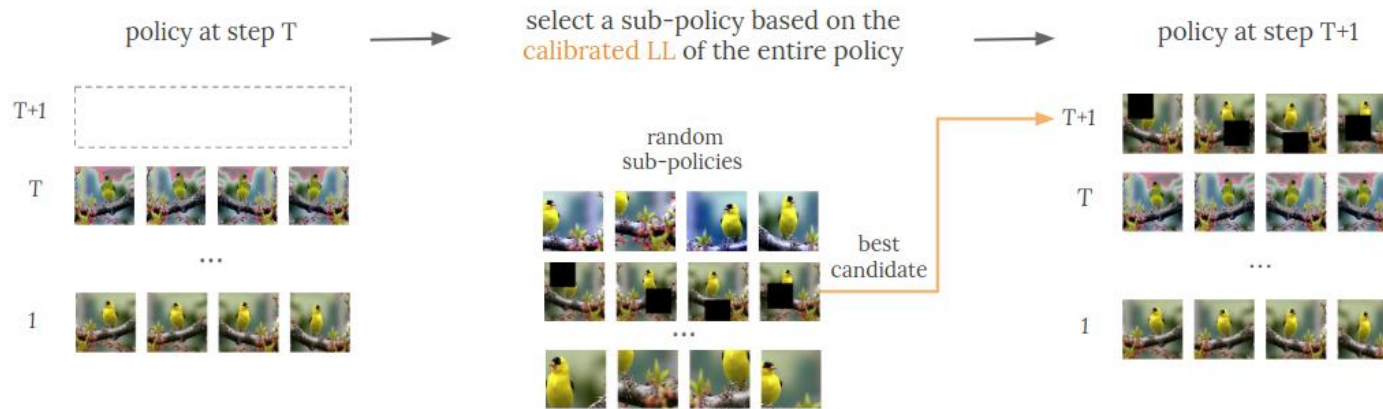 policy at step T
select a sub-policy based on the
calibrated LL of the entire policy
policy at step T+1
T+1
T
...
1
random
sub-policies
...
best
candidate
T+1
T
...
1